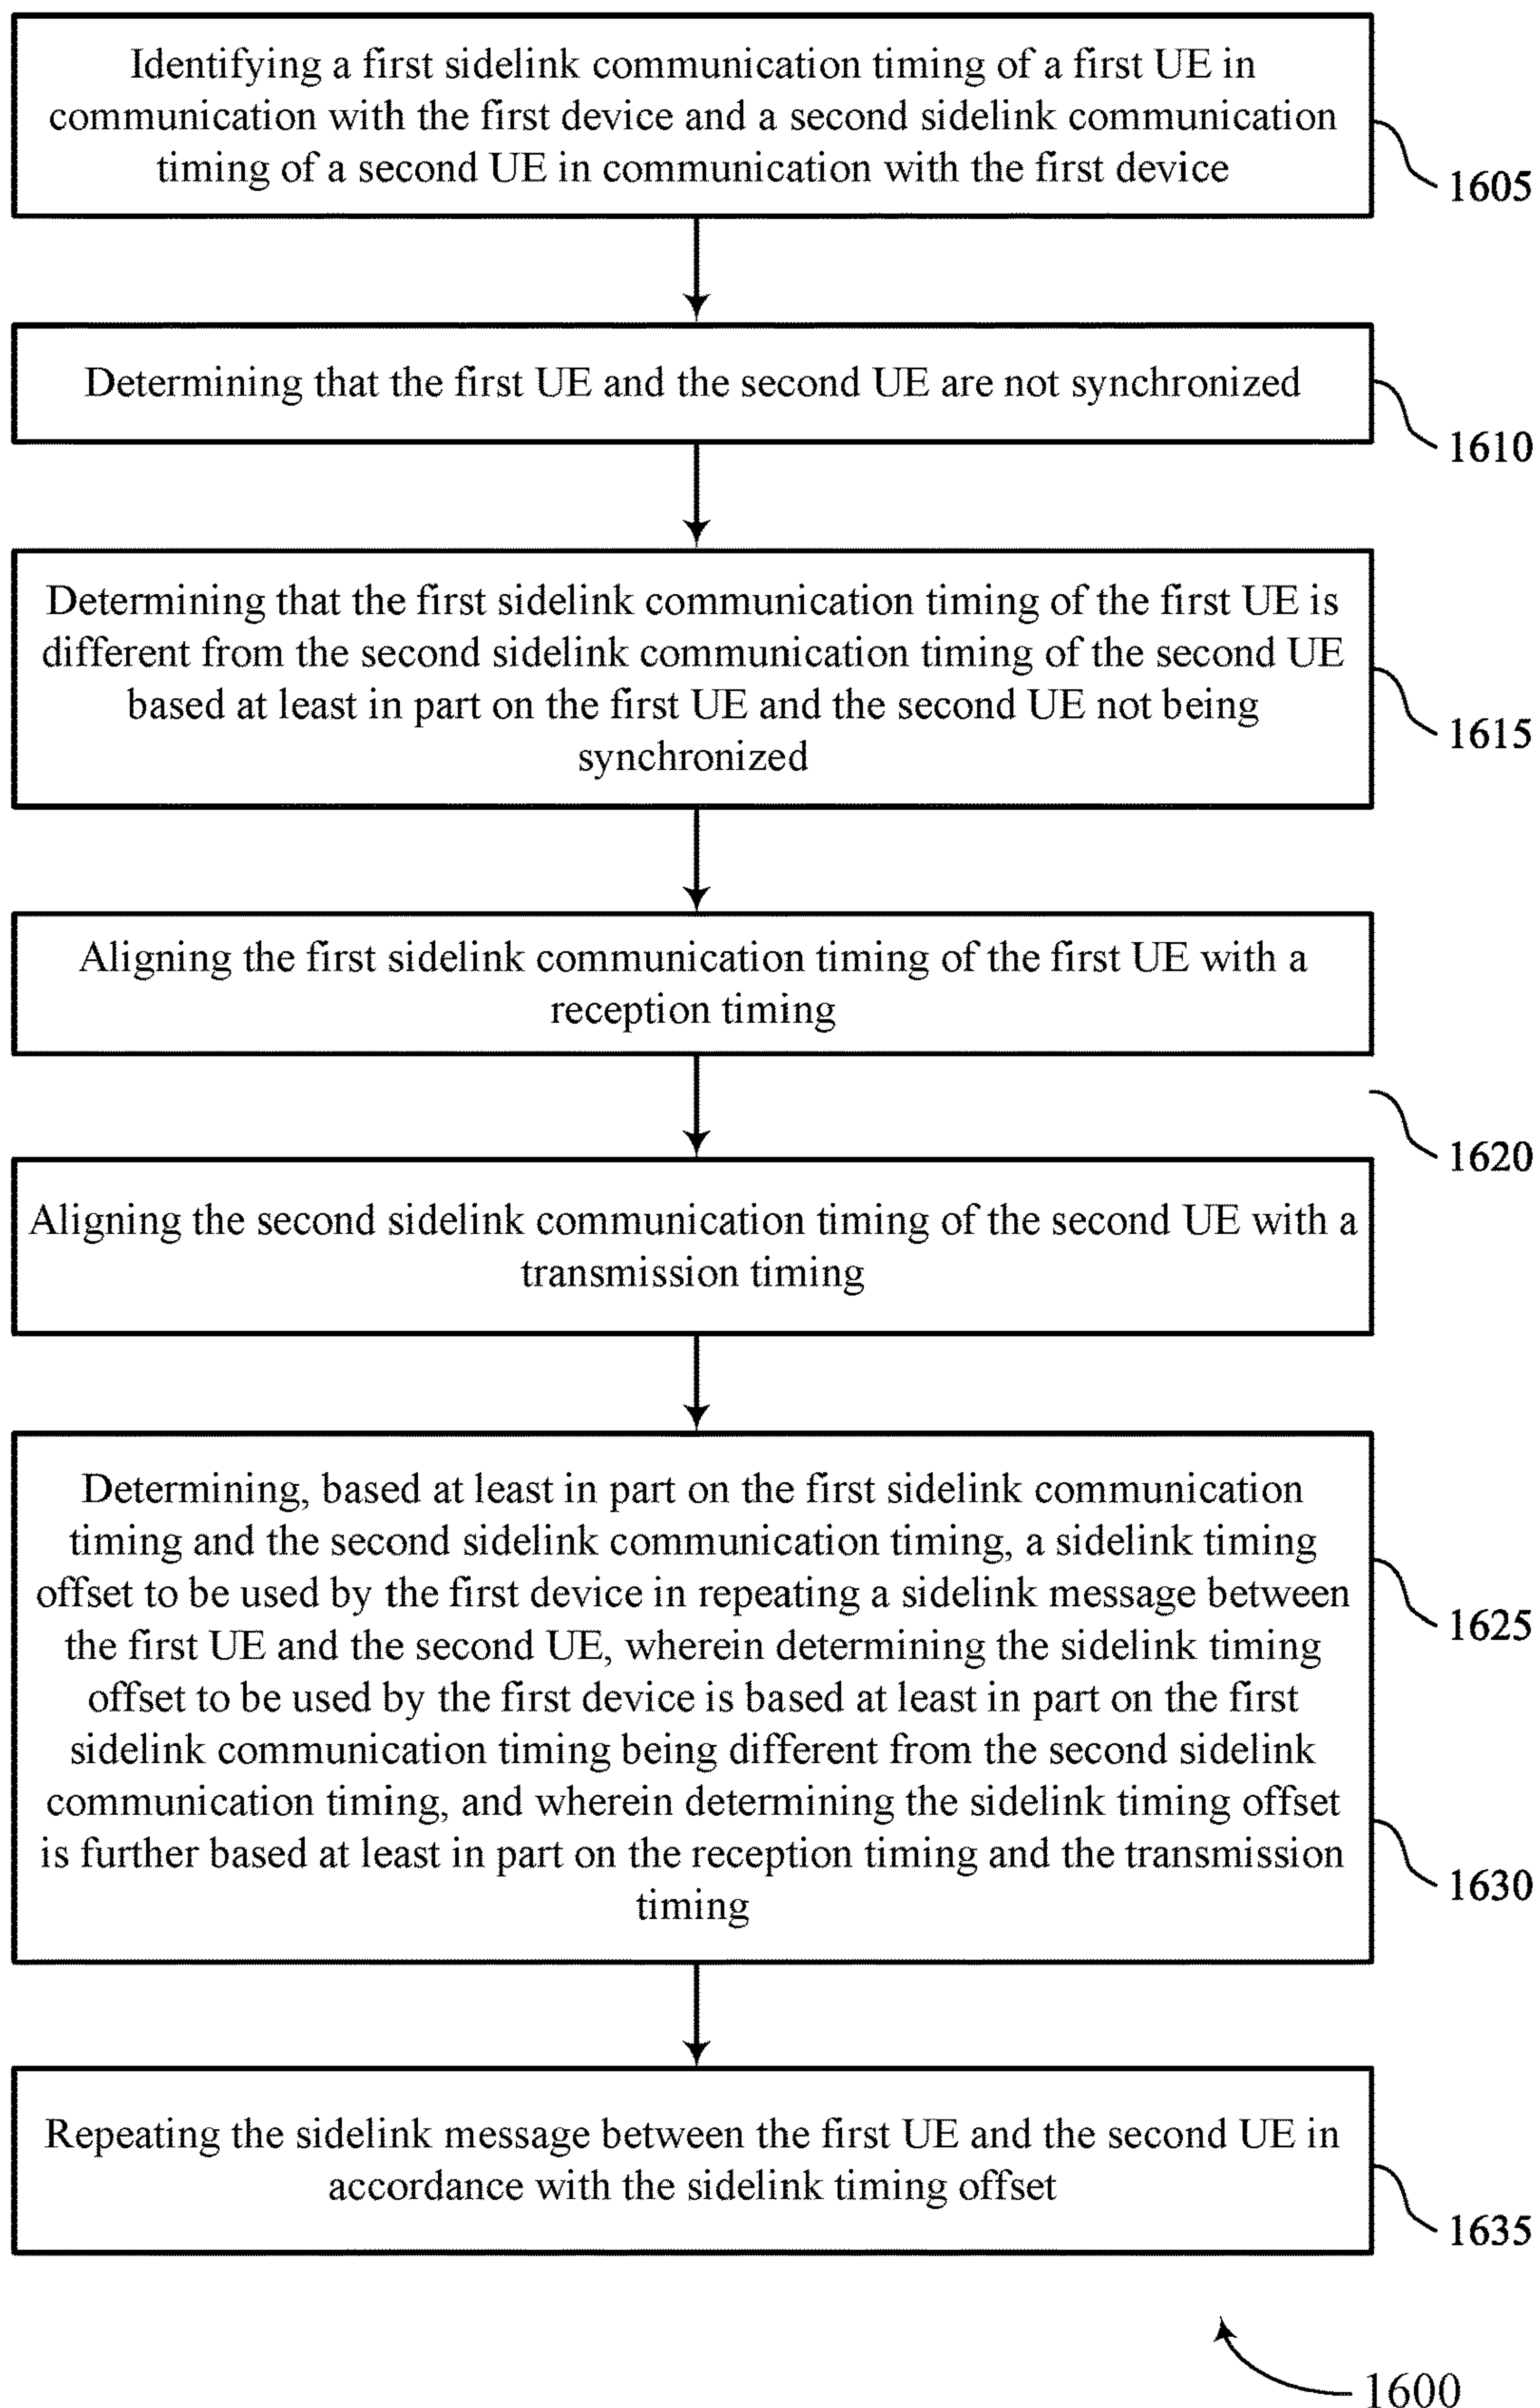 Identifying a first sidelink communication timing of a first UE in
communication with the first device and a second sidelink communication
timing of a second UE in communication with the first device
1605
Determining that the first UE and the second UE are not synchronized
1610
Determining that the first sidelink communication timing of the first UE is
different from the second sidelink communication timing of the second UE
based at least in part on the first UE and the second UE not being
synchronized
1615
Aligning the first sidelink communication timing of the first UE with a
reception timing
1620
Aligning the second sidelink communication timing of the second UE with a
transmission timing
Determining, based at least in part on the first sidelink communication
timing and the second sidelink communication timing, a sidelink timing
offset to be used by the first device in repeating a sidelink message between
the first UE and the second UE, wherein determining the sidelink timing
offset to be used by the first device is based at least in part on the first
sidelink communication timing being different from the second sidelink
communication timing, and wherein determining the sidelink timing offset
is further based at least in part on the reception timing and the transmission
timing
1625
1630
Repeating the sidelink message between the first UE and the second UE in
accordance with the sidelink timing offset
1635
1600